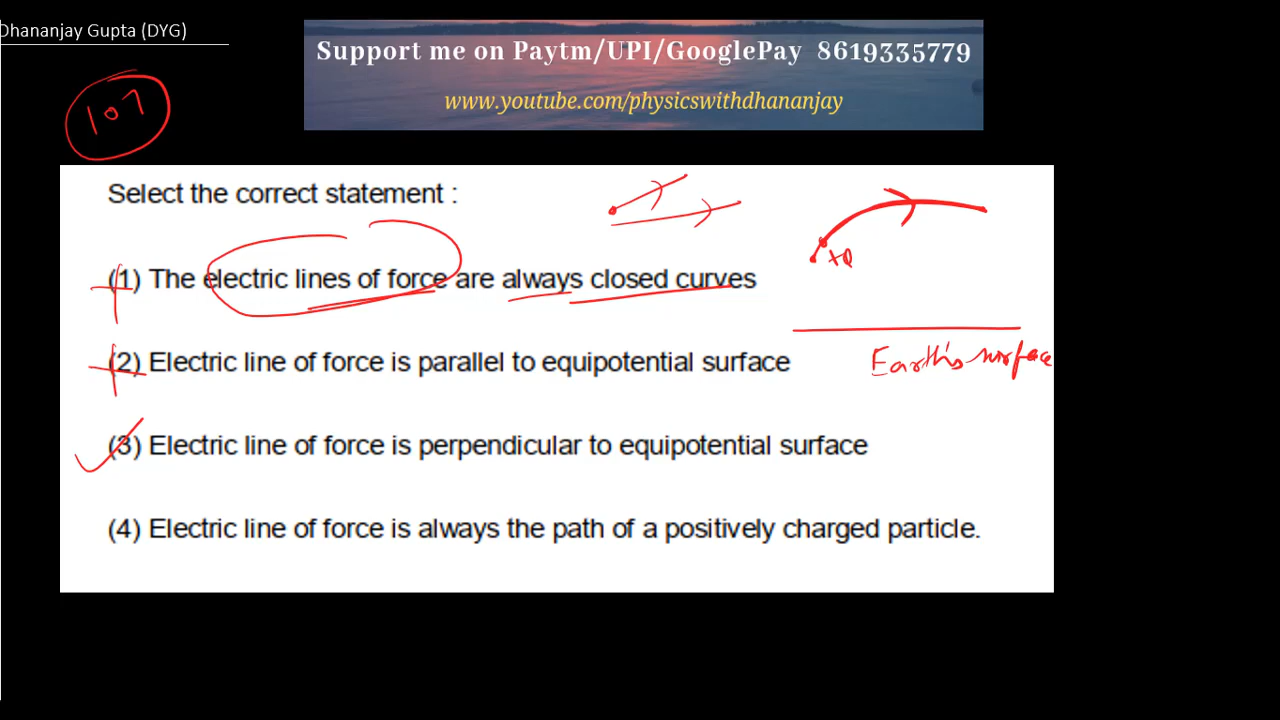 Dhananjay Gupta (DYG)
Support me on Paytm/UPI/GooglePay 8619335779
www.youtube.com/physicswithdhananjay
107
Select the correct statement :
+Q
(1) The electric lines of force are always closed curves
(2) Electric line of force is parallel to equipotential surface
Earth's surface
(3) Electric line of force is perpendicular to equipotential surface
(4) Electric line of force is always the path of a positively charged particle.